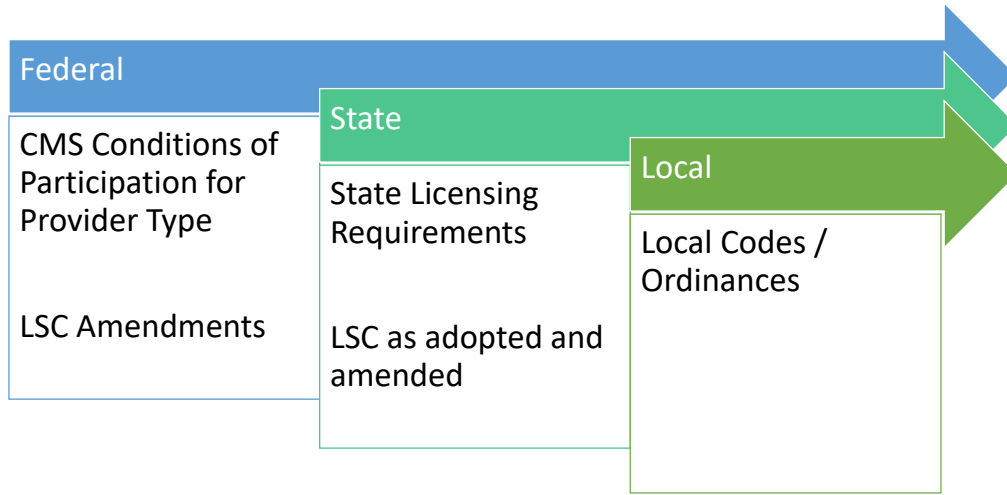 Federal
CMS Conditions of
Participation for
Provider Type
LSC Amendments
State
State Licensing
Requirements
LSC as adopted and
amended
Local
Local Codes /
Ordinances